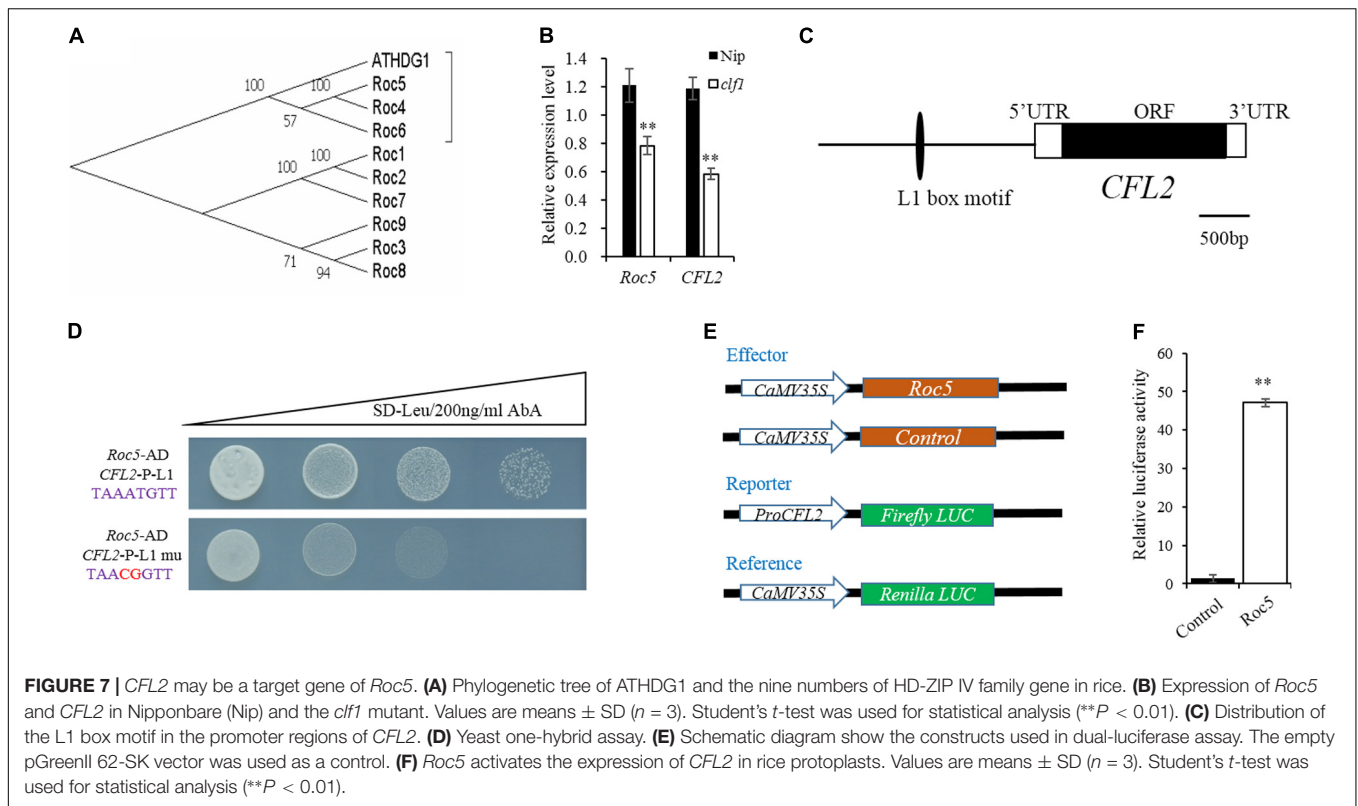 A
ATHDG1
Roc5
Roc4
Roc6
Roc1
Roc2
Roc7
Roc9
Roc3
Roc8
100
100
57
100
100
71
94
B
Nip
clf1
Relative expression level
1.4
1.2
1.0
0.8
0.6
0.4
0.2
0.0
**
**
Roc5
CFL2
C
5'UTR
ORF
3'UTR
L1 box motif
CFL2
500bp
D
SD-Leu/200ng/ml AbA
Roc5-AD
CFL2-P-L1
TAAATGTT
Roc5-AD
CFL2-P-L1 mu
TAACGGTT
E
Effector
CaMV35S Roc5
CaMV35S Control
Reporter
ProCFL2 Firefly LUC
Reference
CaMV35S Renilla LUC
F
Relative luciferase activity
60
50
40
30
20
10
0
**
Control
Roc5
FIGURE 7 | CFL2 may be a target gene of Roc5. (A) Phylogenetic tree of ATHDG1 and the nine numbers of HD-ZIP IV family gene in rice. (B) Expression of Roc5
and CFL2 in Nipponbare (Nip) and the clf1 mutant. Values are means ± SD (n = 3). Student's t-test was used for statistical analysis (**P < 0.01). (C) Distribution of
the L1 box motif in the promoter regions of CFL2. (D) Yeast one-hybrid assay. (E) Schematic diagram show the constructs used in dual-luciferase assay. The empty
pGreenII 62-SK vector was used as a control. (F) Roc5 activates the expression of CFL2 in rice protoplasts. Values are means ± SD (n = 3). Student's t-test was
used for statistical analysis (**P < 0.01).